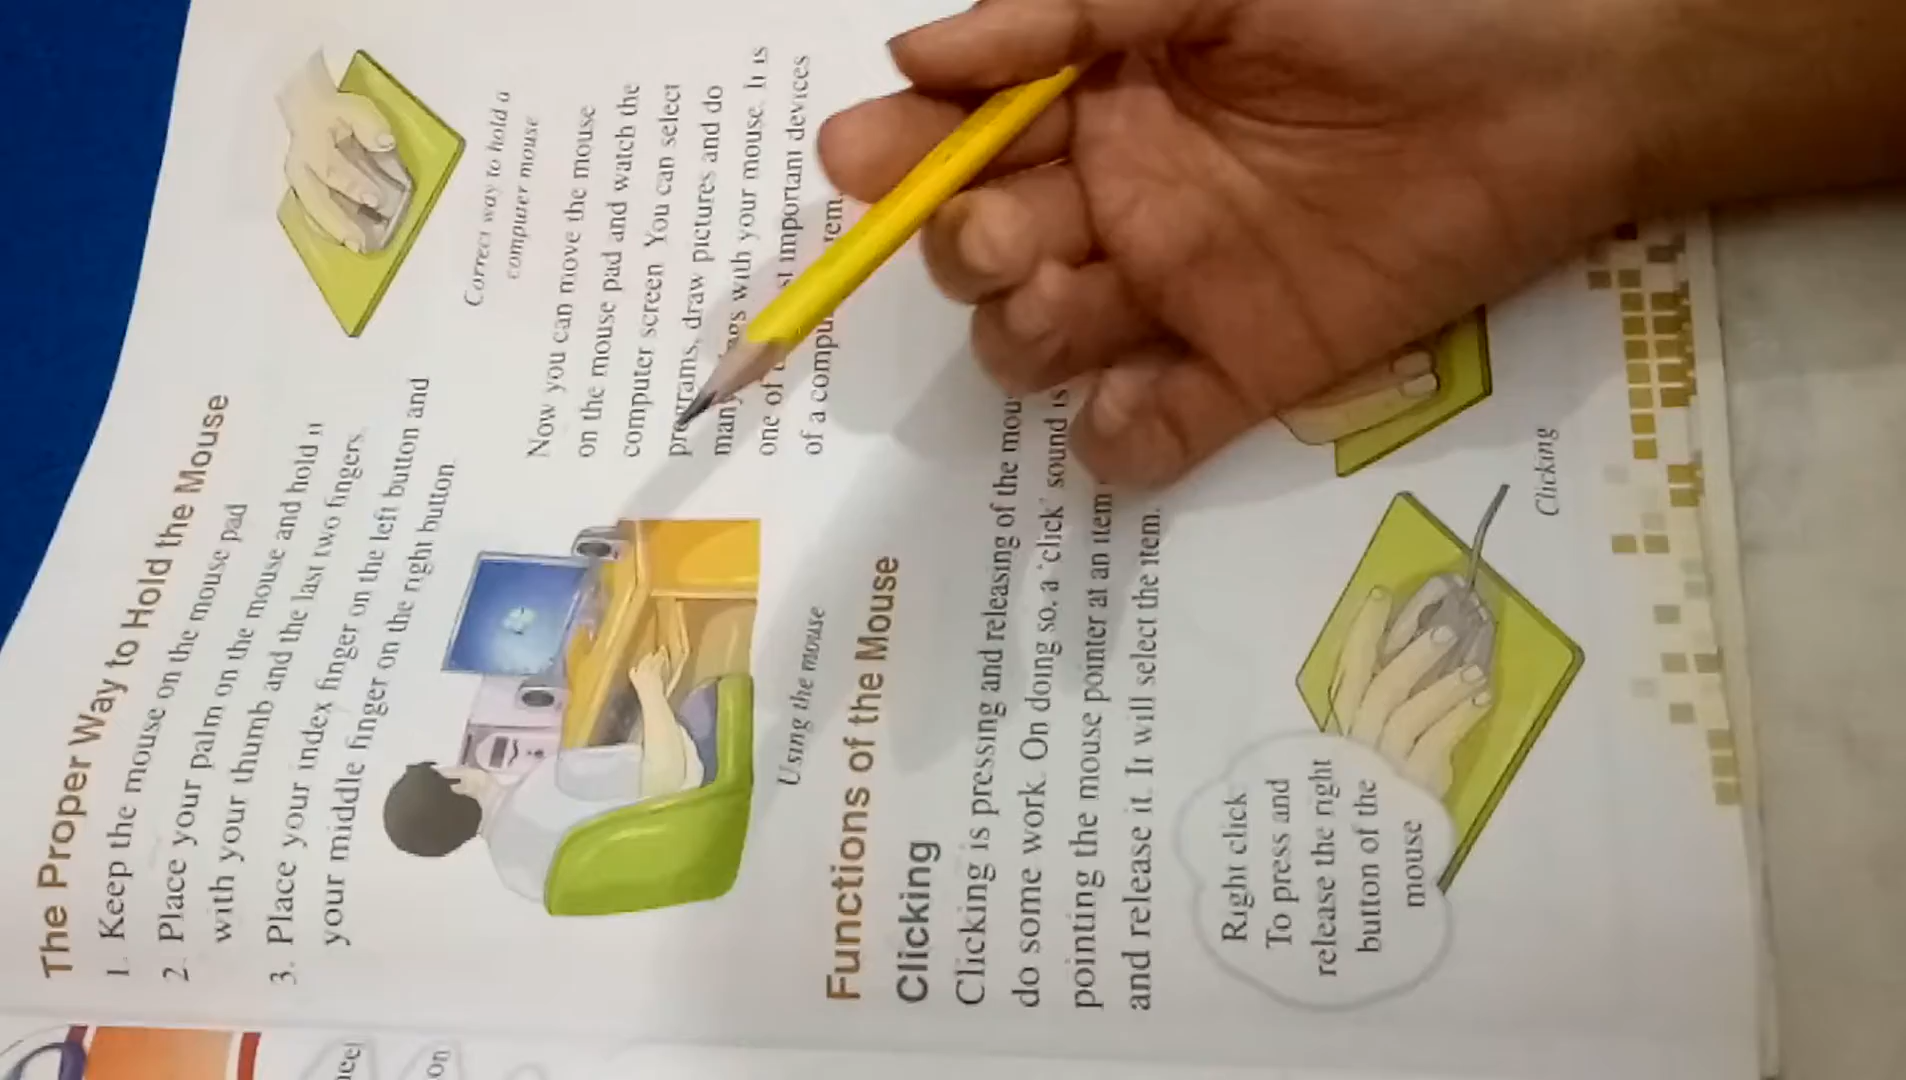 The Proper Way to Hold the Mouse
1. Keep the mouse on the mouse pad
2. Place your palm on the mouse and hold it
with your thumb and the last two fingers.
3. Place your index finger on the left button and
your middle finger on the right button.
Correct way to hold a
computer mouse
Now you can move the mouse
on the mouse pad and watch the
computer screen You can select
programs, draw pictures and do
many with your mouse. It is
one of important devices
of a
Using the mouse
Functions of the Mouse
Clicking
Clicking is pressing and releasing of the
do some work. On doing so, a 'click' sound is
pointing the mouse pointer at an item
and release it. It will select the item.
Right click
To press and
release the right
button of the
mouse
Clicking
on